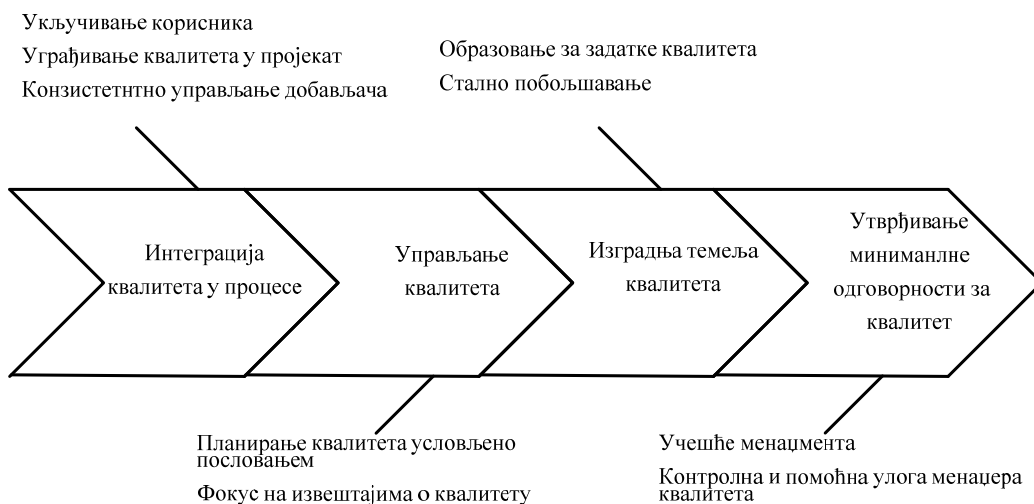 Укључивање корисника
Уграђивање квалитета у пројекат
Конзистетнтно управљање добављача
Образовање за задатке квалитета
Стално побољшавање
Интеграција
квалитета у процесе
Управљање
квалитета
Изградња темеља
квалитета
Утврђивање
миниманлне
одговорности за
квалитет
Планирање квалитета условљено
пословањем
Фокус на извештајима о квалитету
Учешће менаџмента
Контролна и помоћна улога менаџера
квалитета